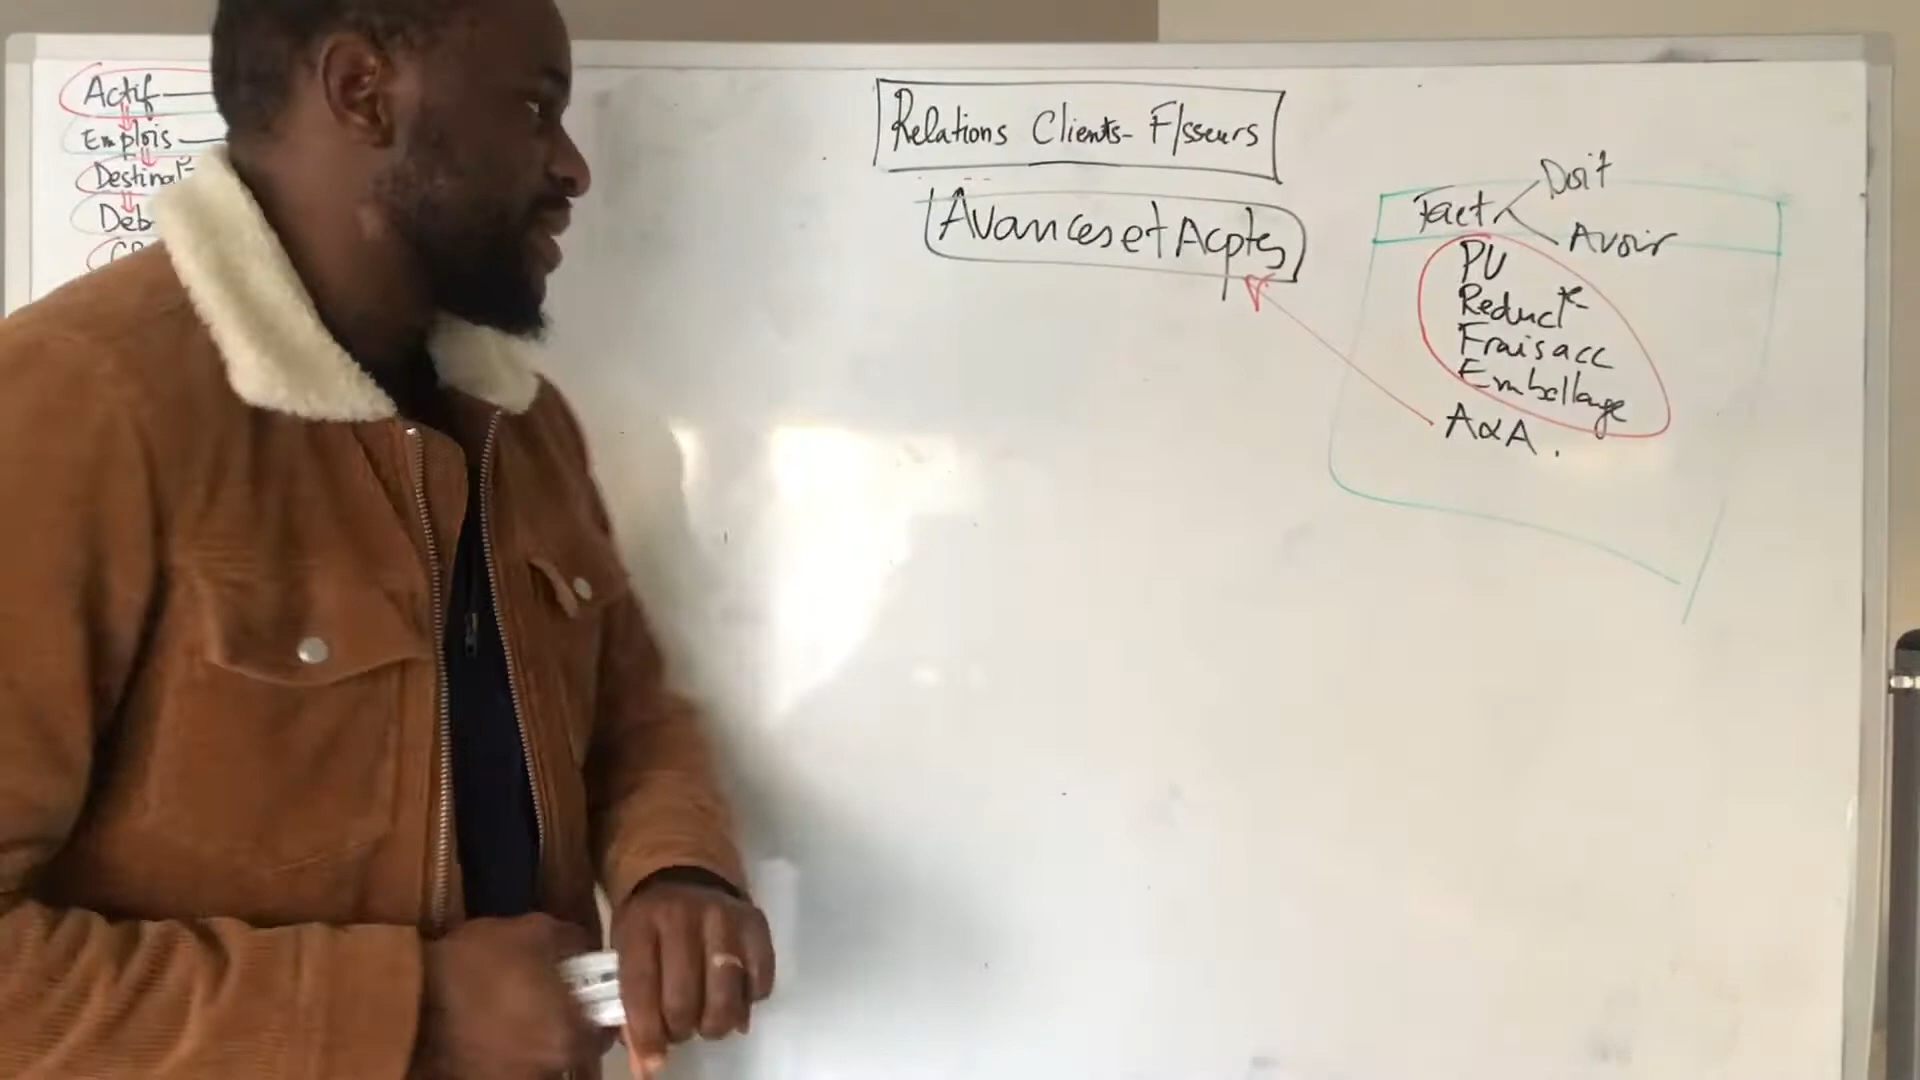 Actif
Emplois
Destinat°
Deb
Relations Clients- F/sseurs
Avances et Acptes
Fact
Doit
Avoir
PU
Reduct°
Frais acc
Emballage
A&A.